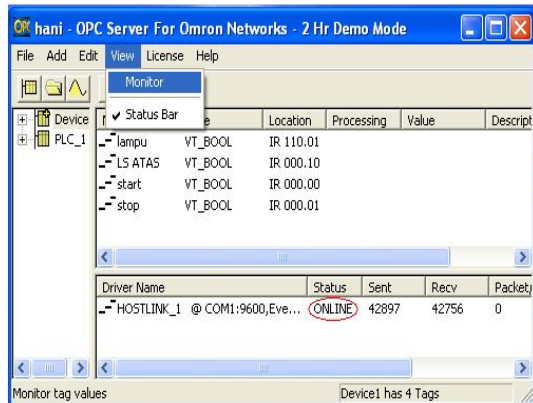 hani - OPC Server For Omron Networks - 2 Hr Demo Mode
File Add Edit View License Help
Monitor
Status Bar
Device
PLC_1
Location Processing Value Descript
lampu VT_BOOL IR 110.01
LS ATAS VT_BOOL IR 000.10
start VT_BOOL IR 000.00
stop VT_BOOL IR 000.01
Driver Name Status Sent Recv Packet
HOSTLINK_1 @ COM1:9600,Eve... ONLINE 42897 42756 0
Monitor tag values Device1 has 4 Tags